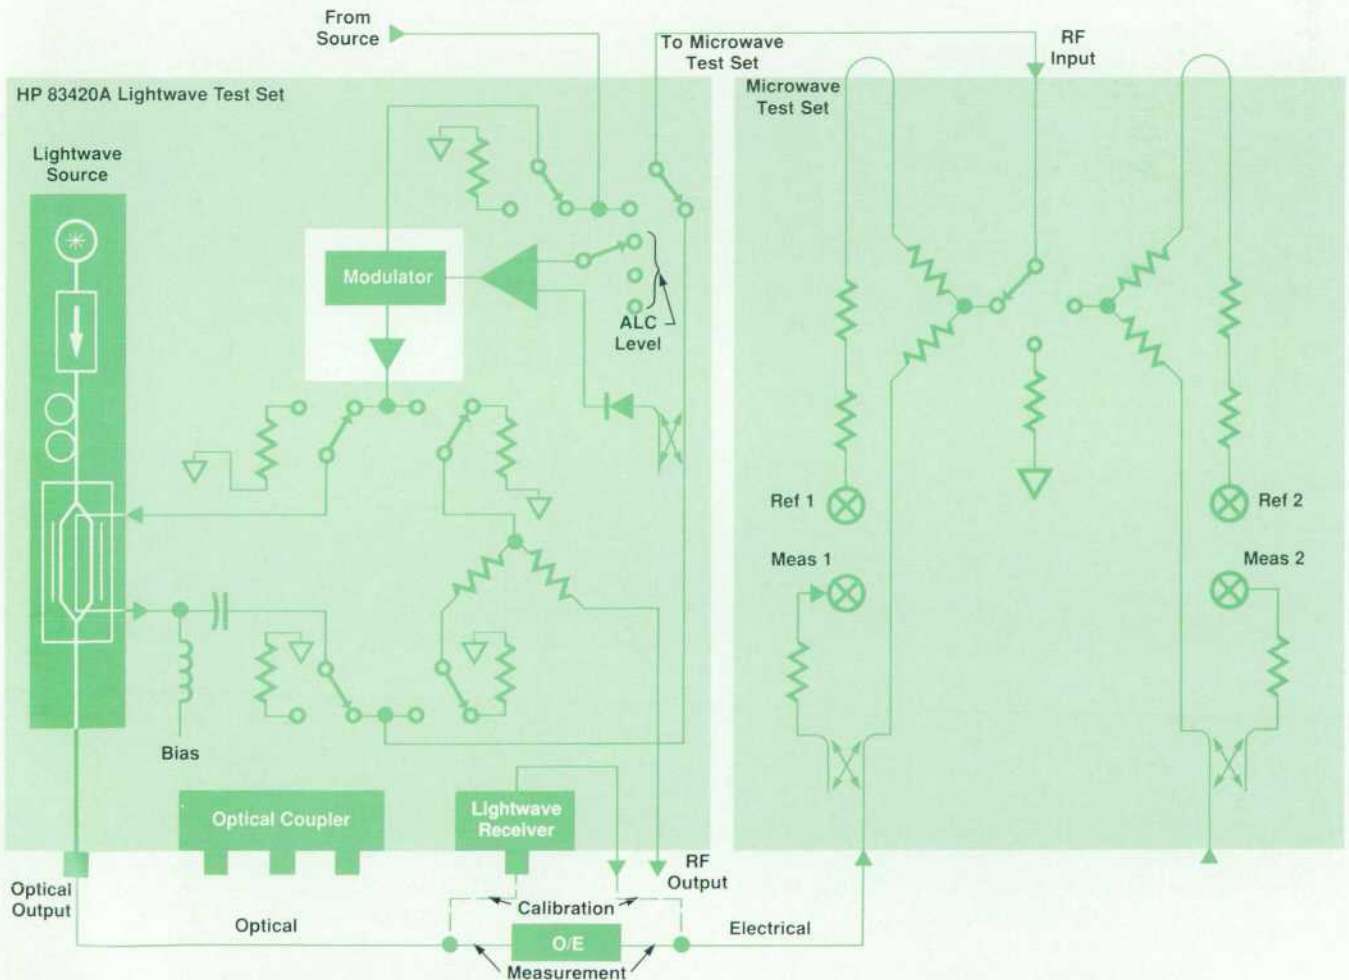 From
Source
To Microwave
Test Set
RF
Input
HP 83420A Lightwave Test Set
Microwave
Test Set
Lightwave
Source
Modulator
ALC
Level
Ref 1
Ref 2
Meas 1
Meas 2
Bias
Optical Coupler
Lightwave
Receiver
Optical
Output
RF
Output
Calibration
Optical
O/E
Electrical
Measurement